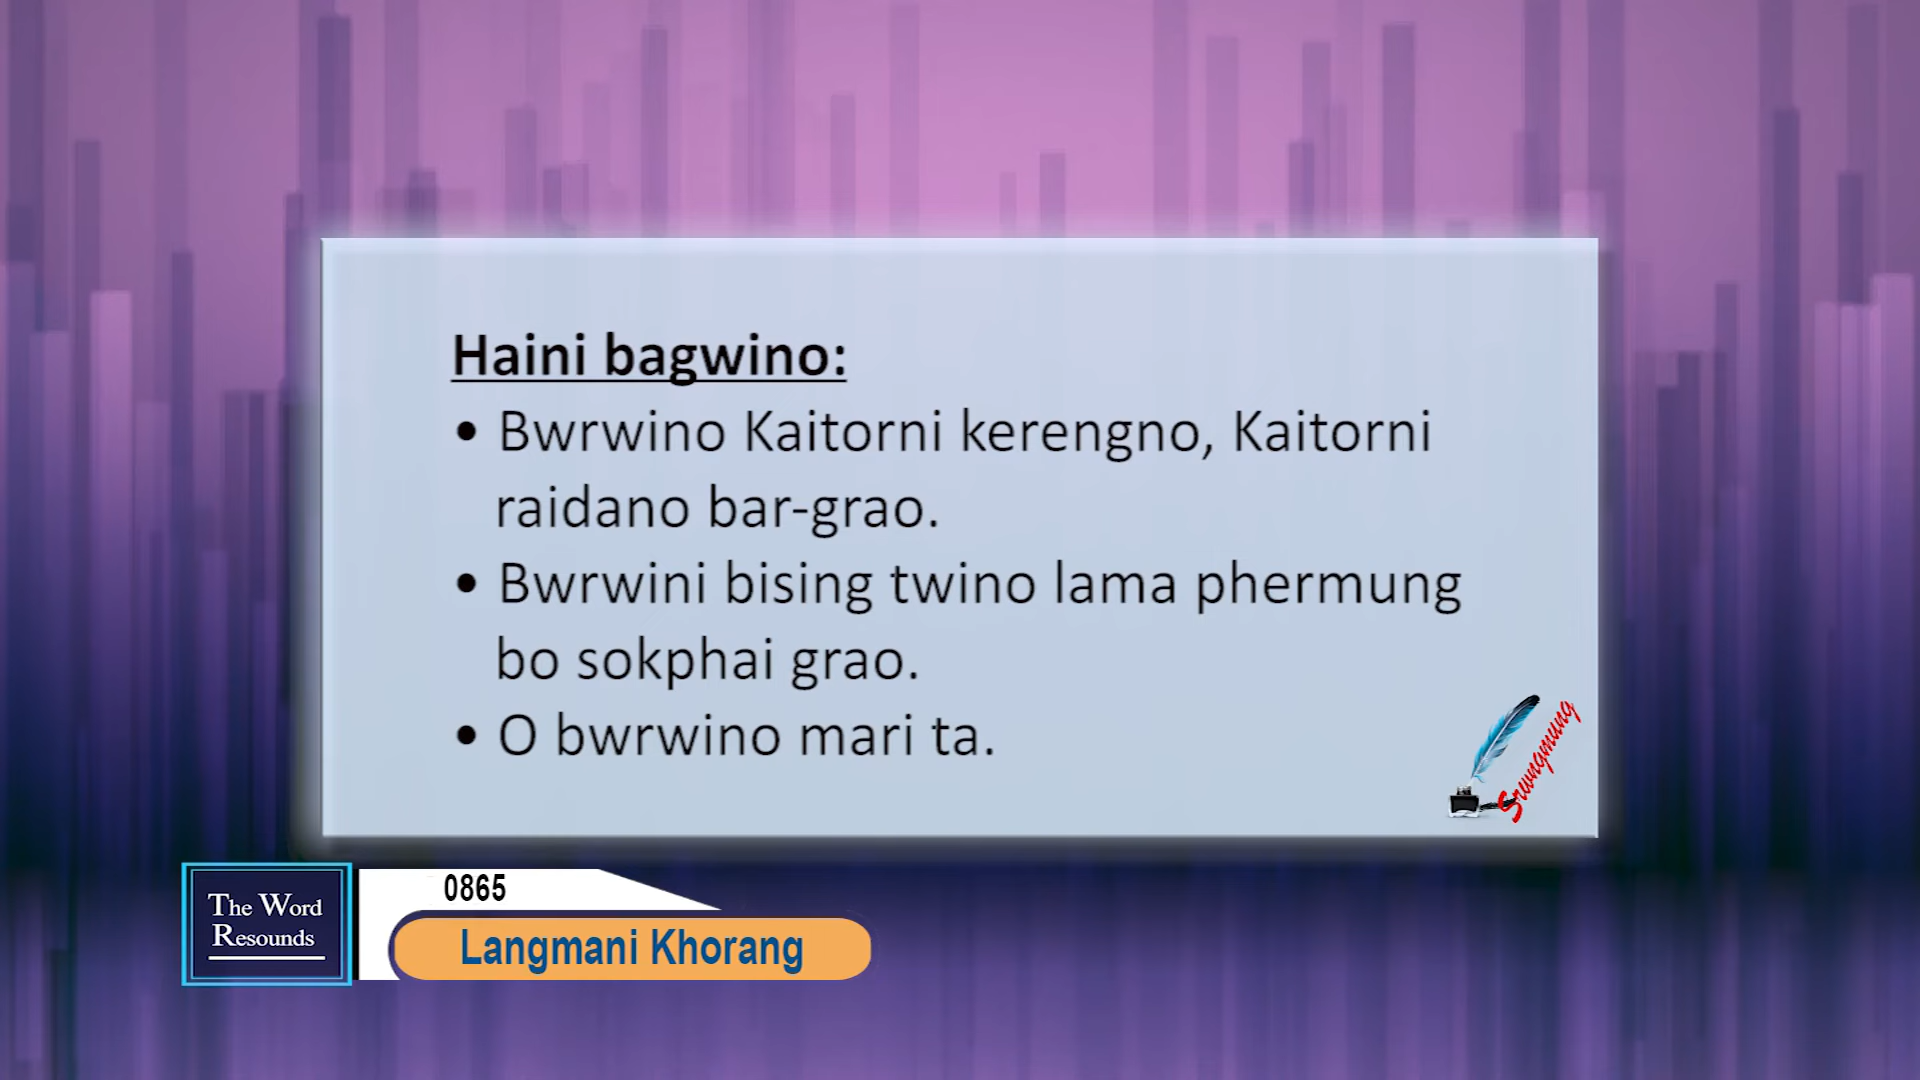 Haini bagwino:
• Bwrwino Kaitorni kerengno, Kaitorni
raidano bar-grao.
• Bwrwini bising twino lama phermung
bo sokphai grao.
• O bwrwino mari ta.
Srwngmung
The Word
Resounds
0865
Langmani Khorang